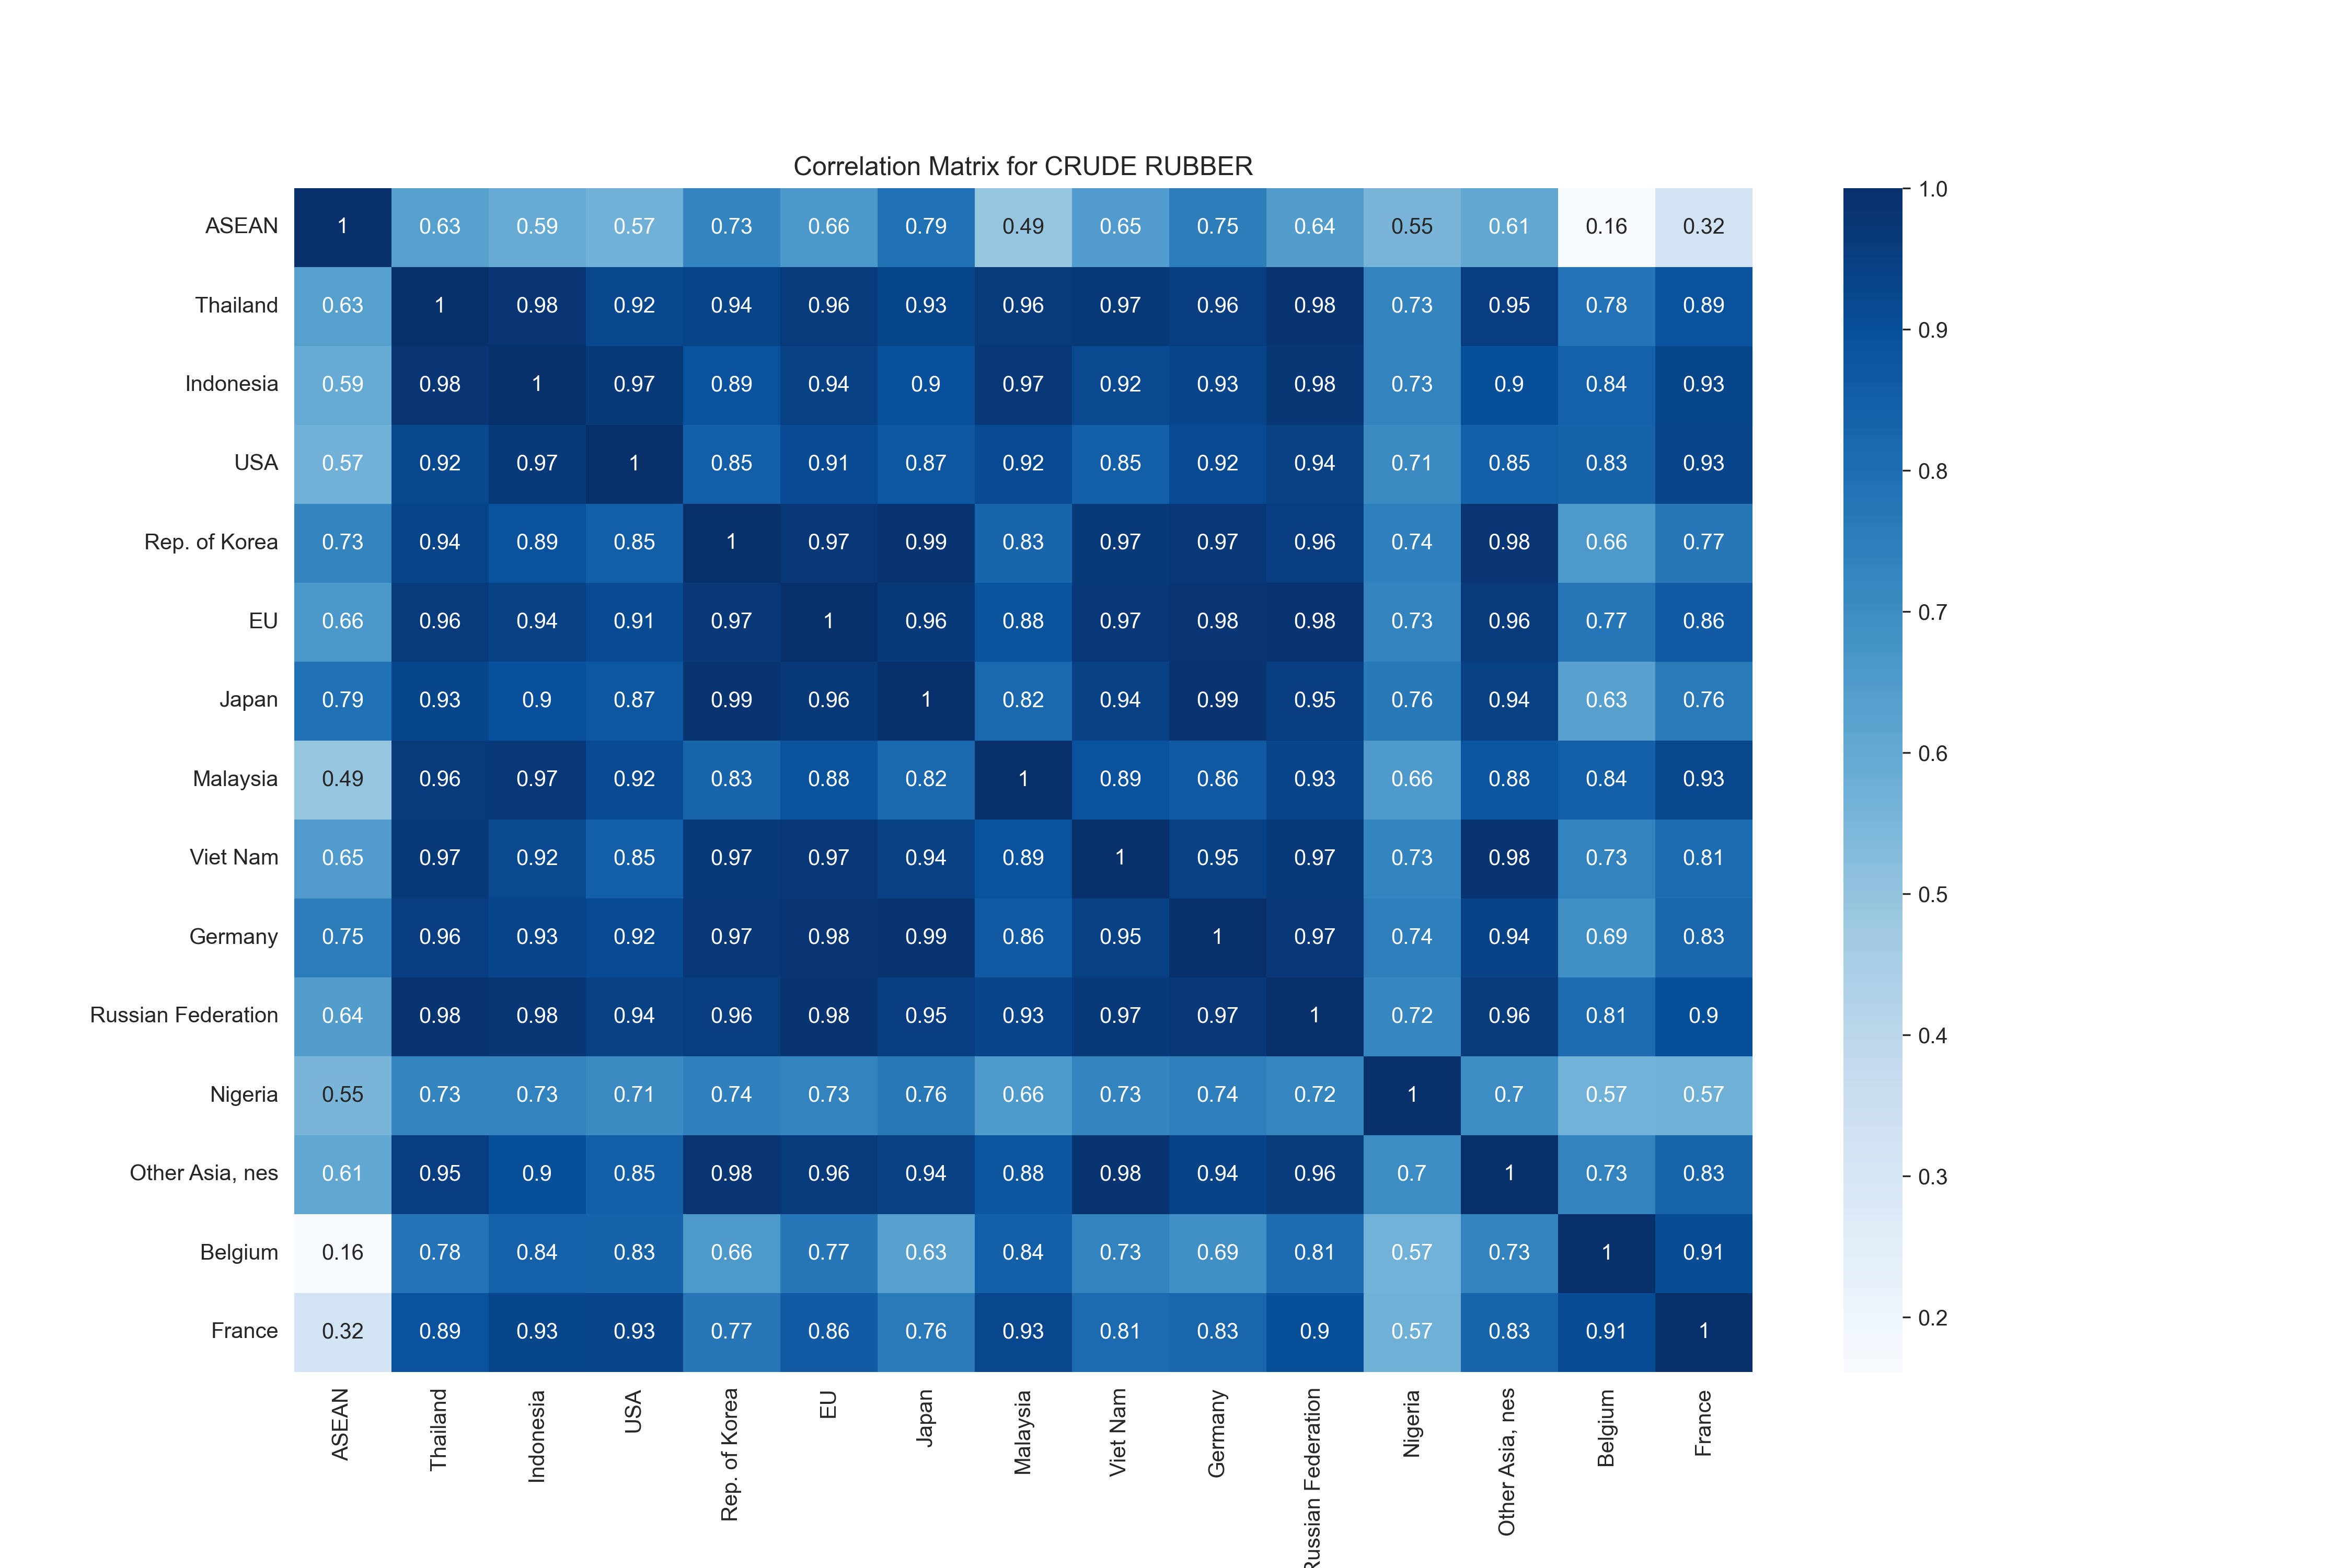 Correlation Matrix for CRUDE RUBBER
ASEAN 1 0.63 0.59 0.57 0.73 0.66 0.79 0.49 0.65 0.75 0.64 0.55 0.61 0.16 0.32
Thailand 0.63 1 0.98 0.92 0.94 0.96 0.93 0.96 0.97 0.96 0.98 0.73 0.95 0.78 0.89
Indonesia 0.59 0.98 1 0.97 0.89 0.94 0.9 0.97 0.92 0.93 0.98 0.73 0.9 0.84 0.93
USA 0.57 0.92 0.97 1 0.85 0.91 0.87 0.92 0.85 0.92 0.94 0.71 0.85 0.83 0.93
Rep. of Korea 0.73 0.94 0.89 0.85 1 0.97 0.99 0.83 0.97 0.97 0.96 0.74 0.98 0.66 0.77
EU 0.66 0.96 0.94 0.91 0.97 1 0.96 0.88 0.97 0.98 0.98 0.73 0.96 0.77 0.86
Japan 0.79 0.93 0.9 0.87 0.99 0.96 1 0.82 0.94 0.99 0.95 0.76 0.94 0.63 0.76
Malaysia 0.49 0.96 0.97 0.92 0.83 0.88 0.82 1 0.89 0.86 0.93 0.66 0.88 0.84 0.93
Viet Nam 0.65 0.97 0.92 0.85 0.97 0.97 0.94 0.89 1 0.95 0.97 0.73 0.98 0.73 0.81
Germany 0.75 0.96 0.93 0.92 0.97 0.98 0.99 0.86 0.95 1 0.97 0.74 0.94 0.69 0.83
Russian Federation 0.64 0.98 0.98 0.94 0.96 0.98 0.95 0.93 0.97 0.97 1 0.72 0.96 0.81 0.9
Nigeria 0.55 0.73 0.73 0.71 0.74 0.73 0.76 0.66 0.73 0.74 0.72 1 0.7 0.57 0.57
Other Asia, nes 0.61 0.95 0.9 0.85 0.98 0.96 0.94 0.88 0.98 0.94 0.96 0.7 1 0.73 0.83
Belgium 0.16 0.78 0.84 0.83 0.66 0.77 0.63 0.84 0.73 0.69 0.81 0.57 0.73 1 0.91
France 0.32 0.89 0.93 0.93 0.77 0.86 0.76 0.93 0.81 0.83 0.9 0.57 0.83 0.91 1
ASEAN
Thailand
Indonesia
USA
Rep. of Korea
EU
Japan
Malaysia
Viet Nam
Germany
Russian Federation
Nigeria
Other Asia, nes
Belgium
France
1.0
0.9
0.8
0.7
0.6
0.5
0.4
0.3
0.2